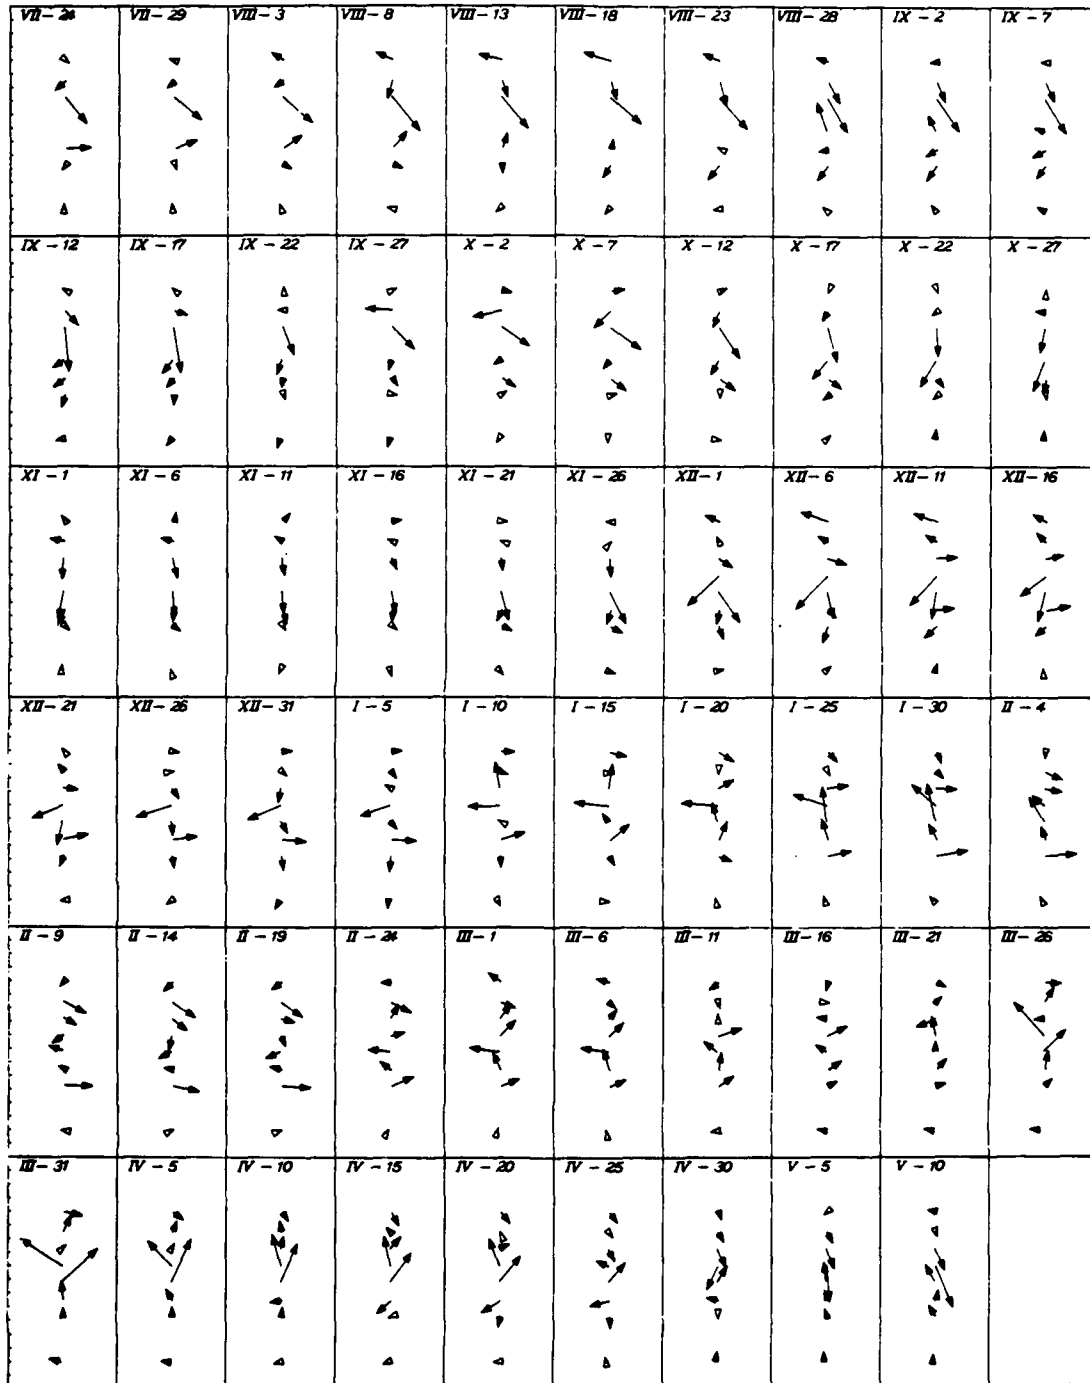 VII-24 VII-29 VIII-3 VIII-8 VIII-13 VIII-18 VIII-23 VIII-28 IX-2 IX-7
IX-12 IX-17 IX-22 IX-27 X-2 X-7 X-12 X-17 X-22 X-27
XI-1 XI-6 XI-11 XI-16 XI-21 XI-26 XII-1 XII-6 XII-11 XII-16
XII-21 XII-26 XII-31 I-5 I-10 I-15 I-20 I-25 I-30 II-4
II-9 II-14 II-19 II-24 III-1 III-6 III-11 III-16 III-21 III-26
III-31 IV-5 IV-10 IV-15 IV-20 IV-25 IV-30 V-5 V-10